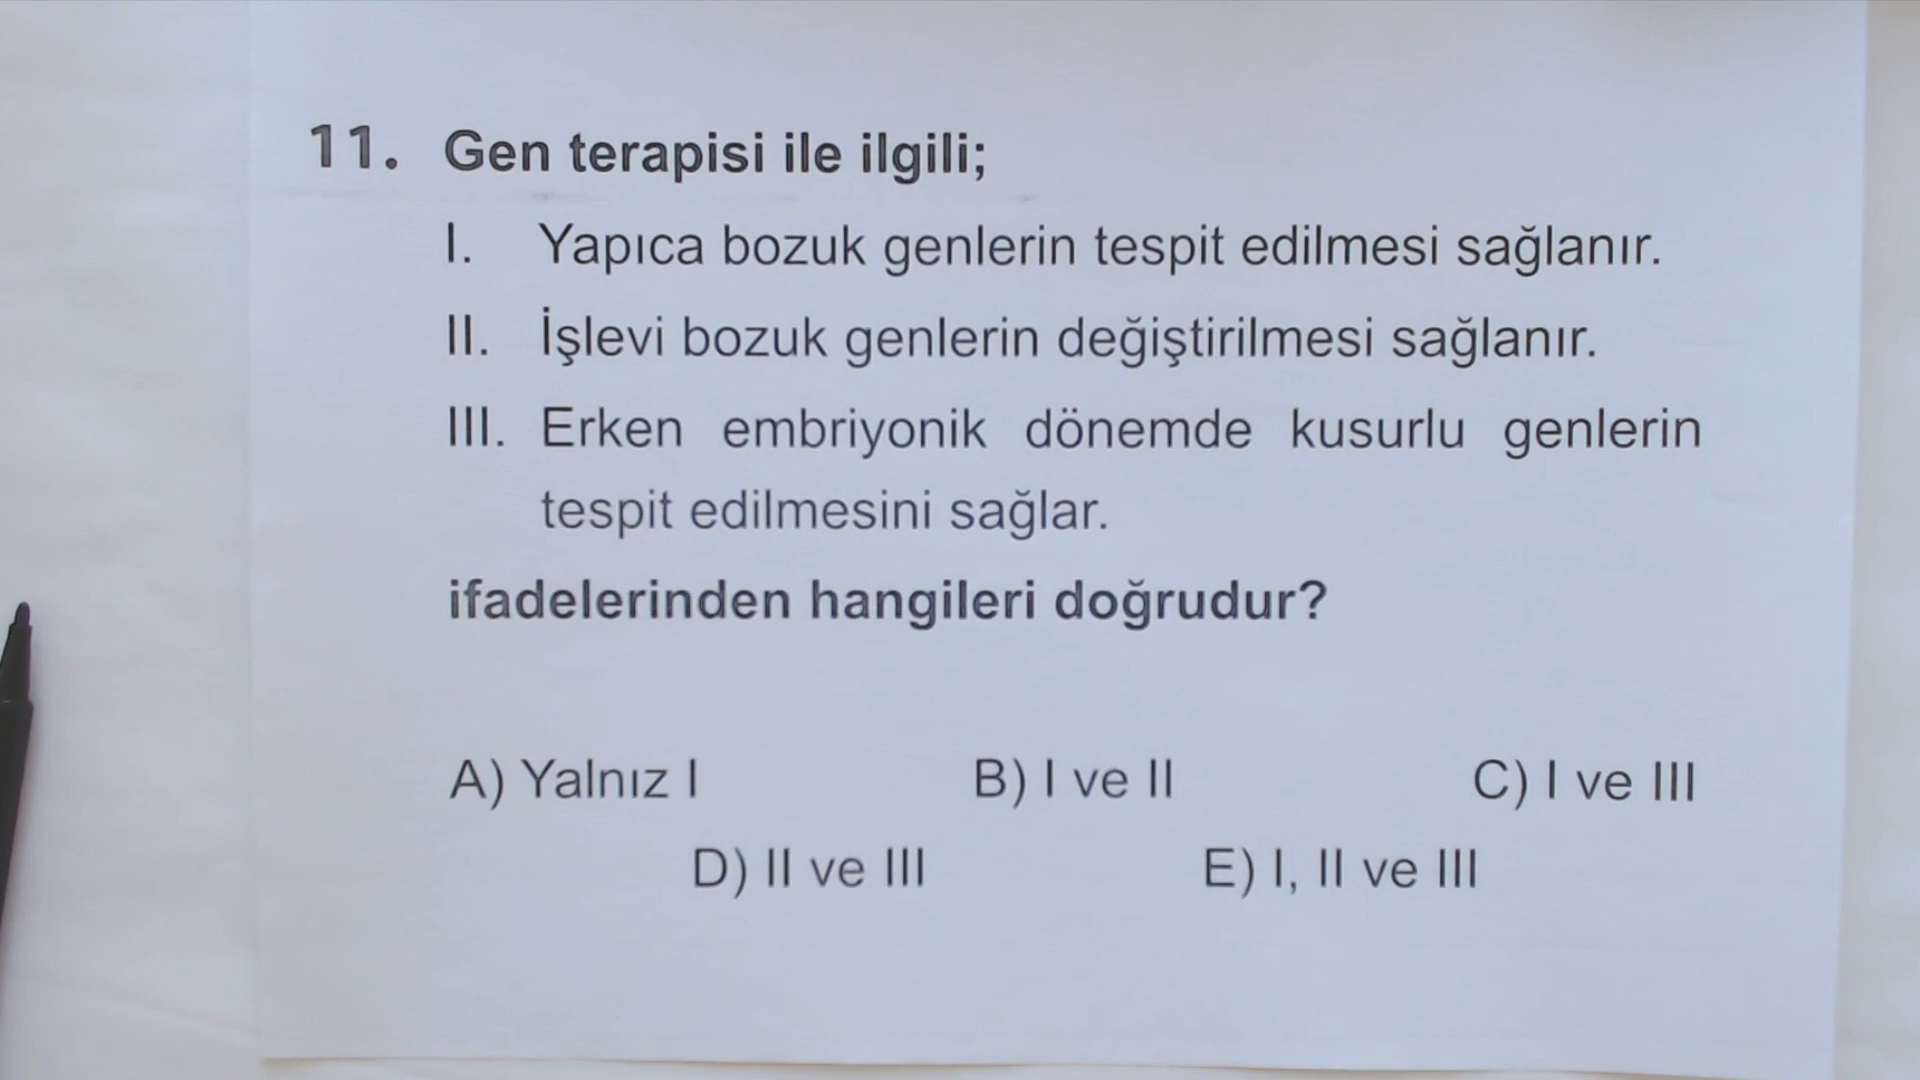 11. Gen terapisi ile ilgili;
I. Yapıca bozuk genlerin tespit edilmesi sağlanır.
II. İşlevi bozuk genlerin değiştirilmesi sağlanır.
III. Erken embriyonik dönemde kusurlu genlerin
tespit edilmesini sağlar.
ifadelerinden hangileri doğrudur?
A) Yalnız I B) I ve II C) I ve III
D) II ve III E) I, II ve III